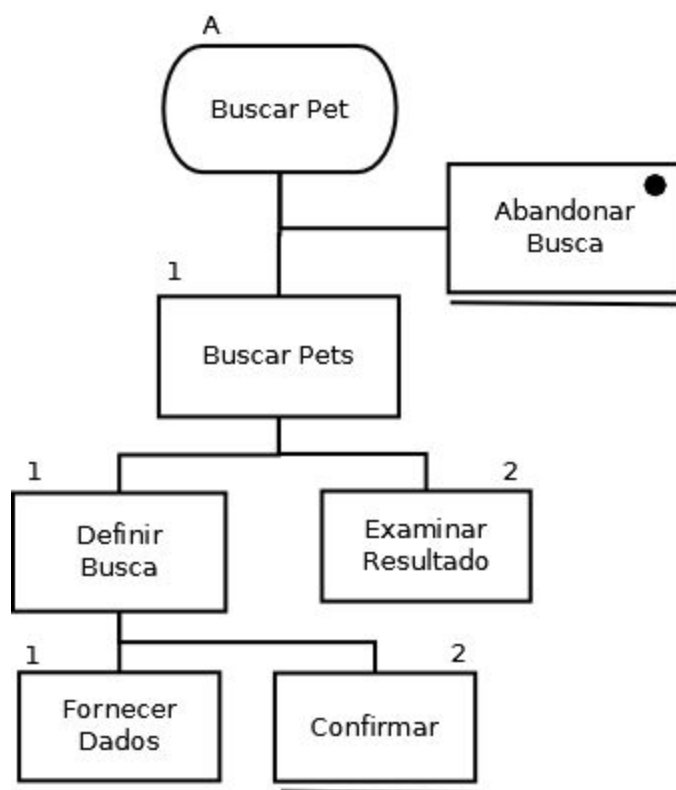 A
Buscar Pet
Abandonar
Busca
1
Buscar Pets
1
Definir
Busca
2
Examinar
Resultado
1
Fornecer
Dados
2
Confirmar